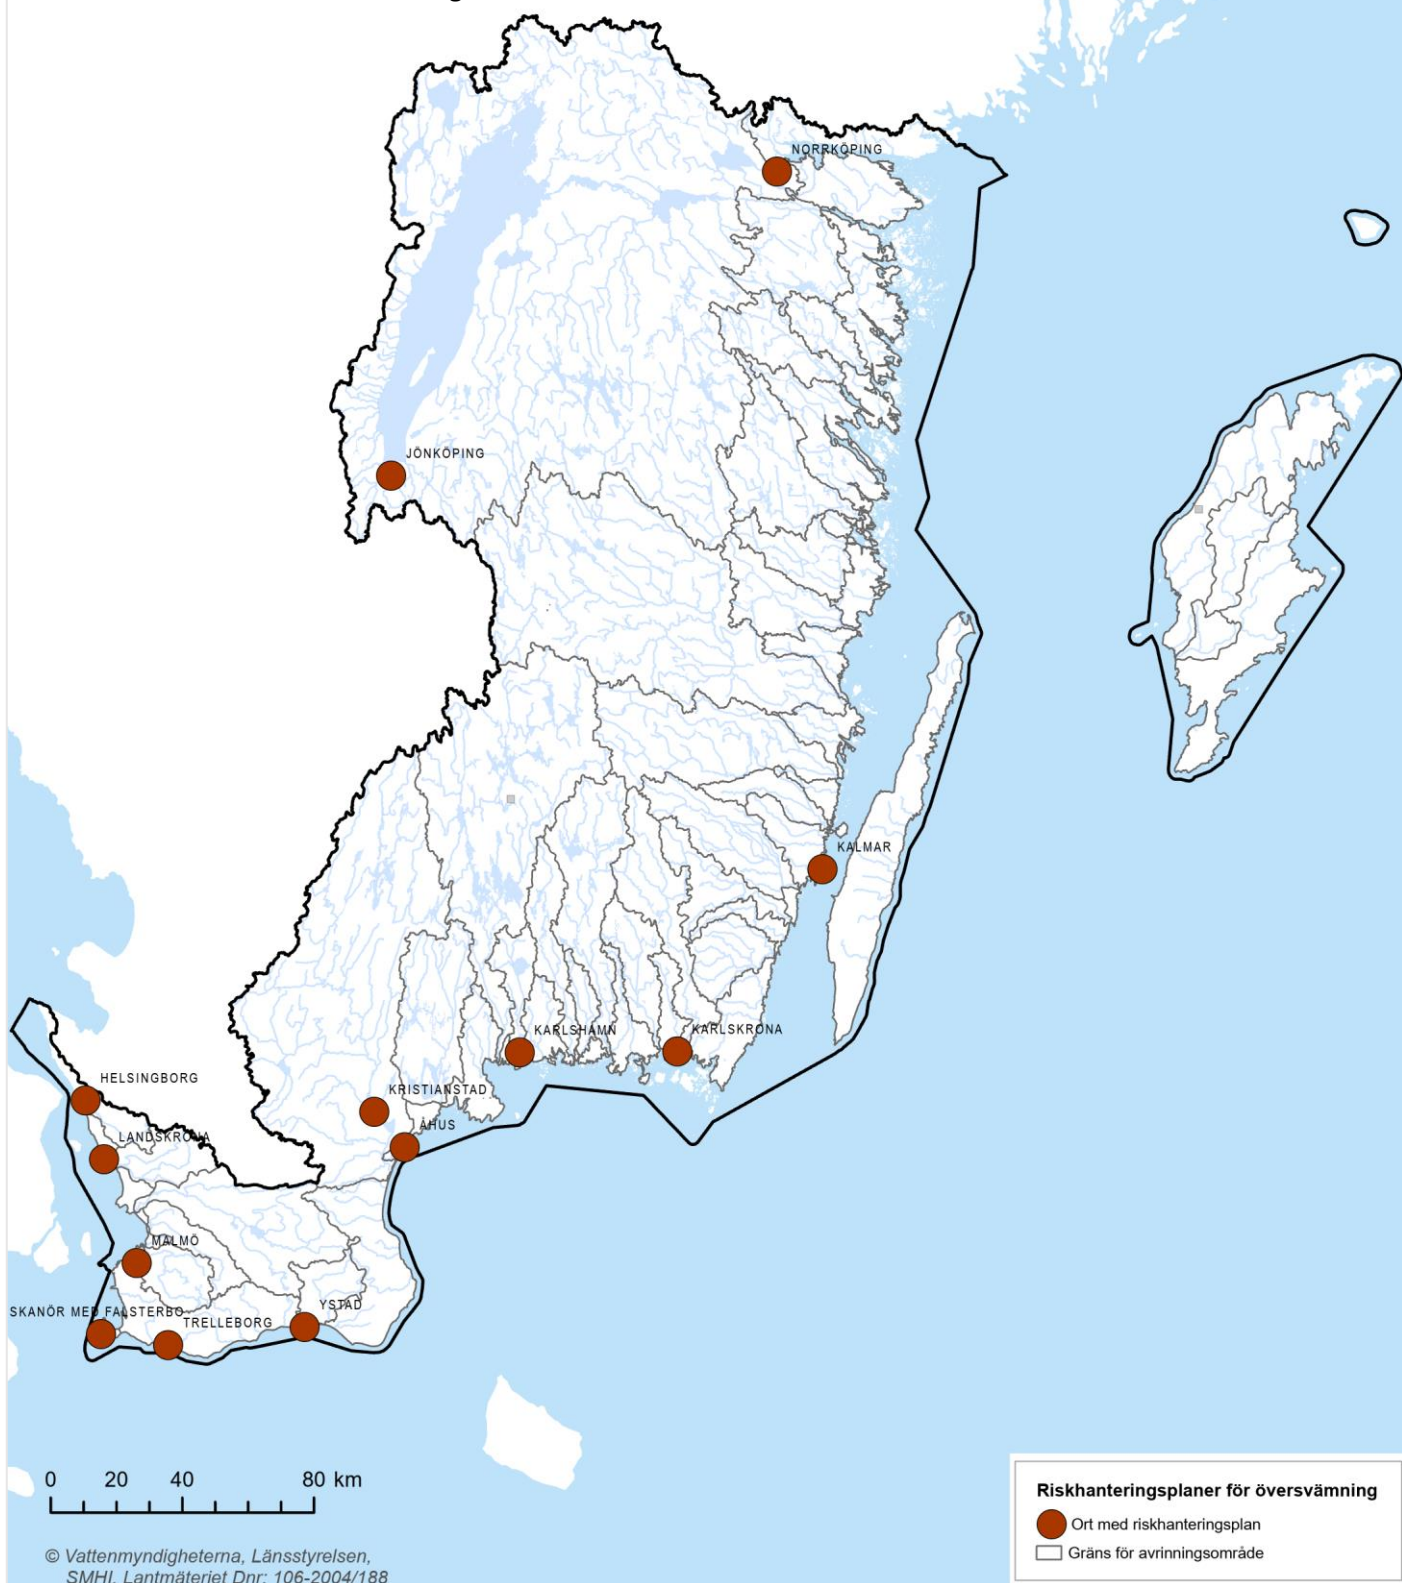 NORRKÖPING
JÖNKÖPING
KALMAR
KARLSHAMN
KARLSKRONA
HELSINGBORG
KRISTIANSTAD
ÅHUS
LANDSKRONA
MALMÖ
SKANÖR MED FALSTERBO
YSTAD
TRELLEBORG
0 20 40 80 km
Riskhanteringsplaner för översvämning
Ort med riskhanteringsplan
Gräns för avrinningsområde
© Vattenmyndigheterna, Länsstyrelsen,
SMHI, Lantmäteriet Dnr: 106-2004/188